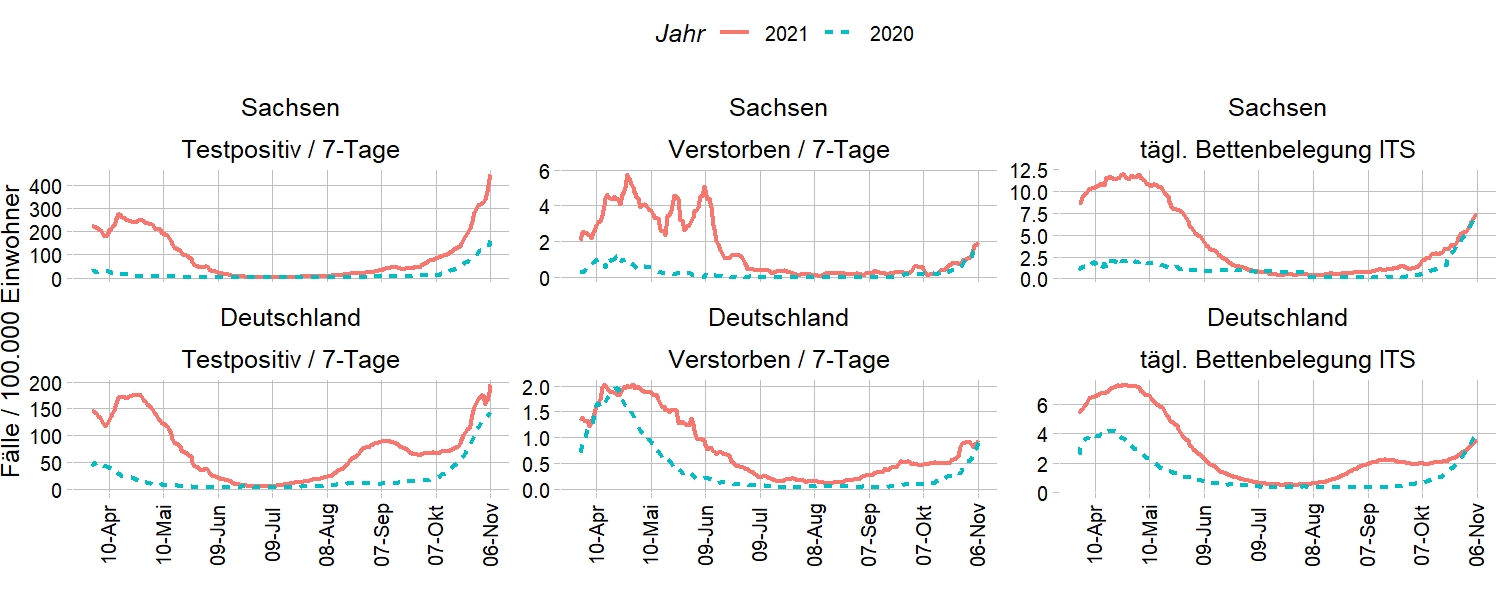 Jahr 2021 2020
Fälle / 100.000 Einwohner
Sachsen
Testpositiv / 7-Tage
400
300
200
100
0
Sachsen
Verstorben / 7-Tage
6
4
2
0
Sachsen
tägl. Bettenbelegung ITS
12.5
10.0
7.5
5.0
2.5
0.0
Deutschland
Testpositiv / 7-Tage
200
150
100
50
0
10-Apr 10-Mai 09-Jun 09-Jul 08-Aug 07-Sep 07-Okt 06-Nov
Deutschland
Verstorben / 7-Tage
2.0
1.5
1.0
0.5
0.0
10-Apr 10-Mai 09-Jun 09-Jul 08-Aug 07-Sep 07-Okt 06-Nov
Deutschland
tägl. Bettenbelegung ITS
6
4
2
0
10-Apr 10-Mai 09-Jun 09-Jul 08-Aug 07-Sep 07-Okt 06-Nov